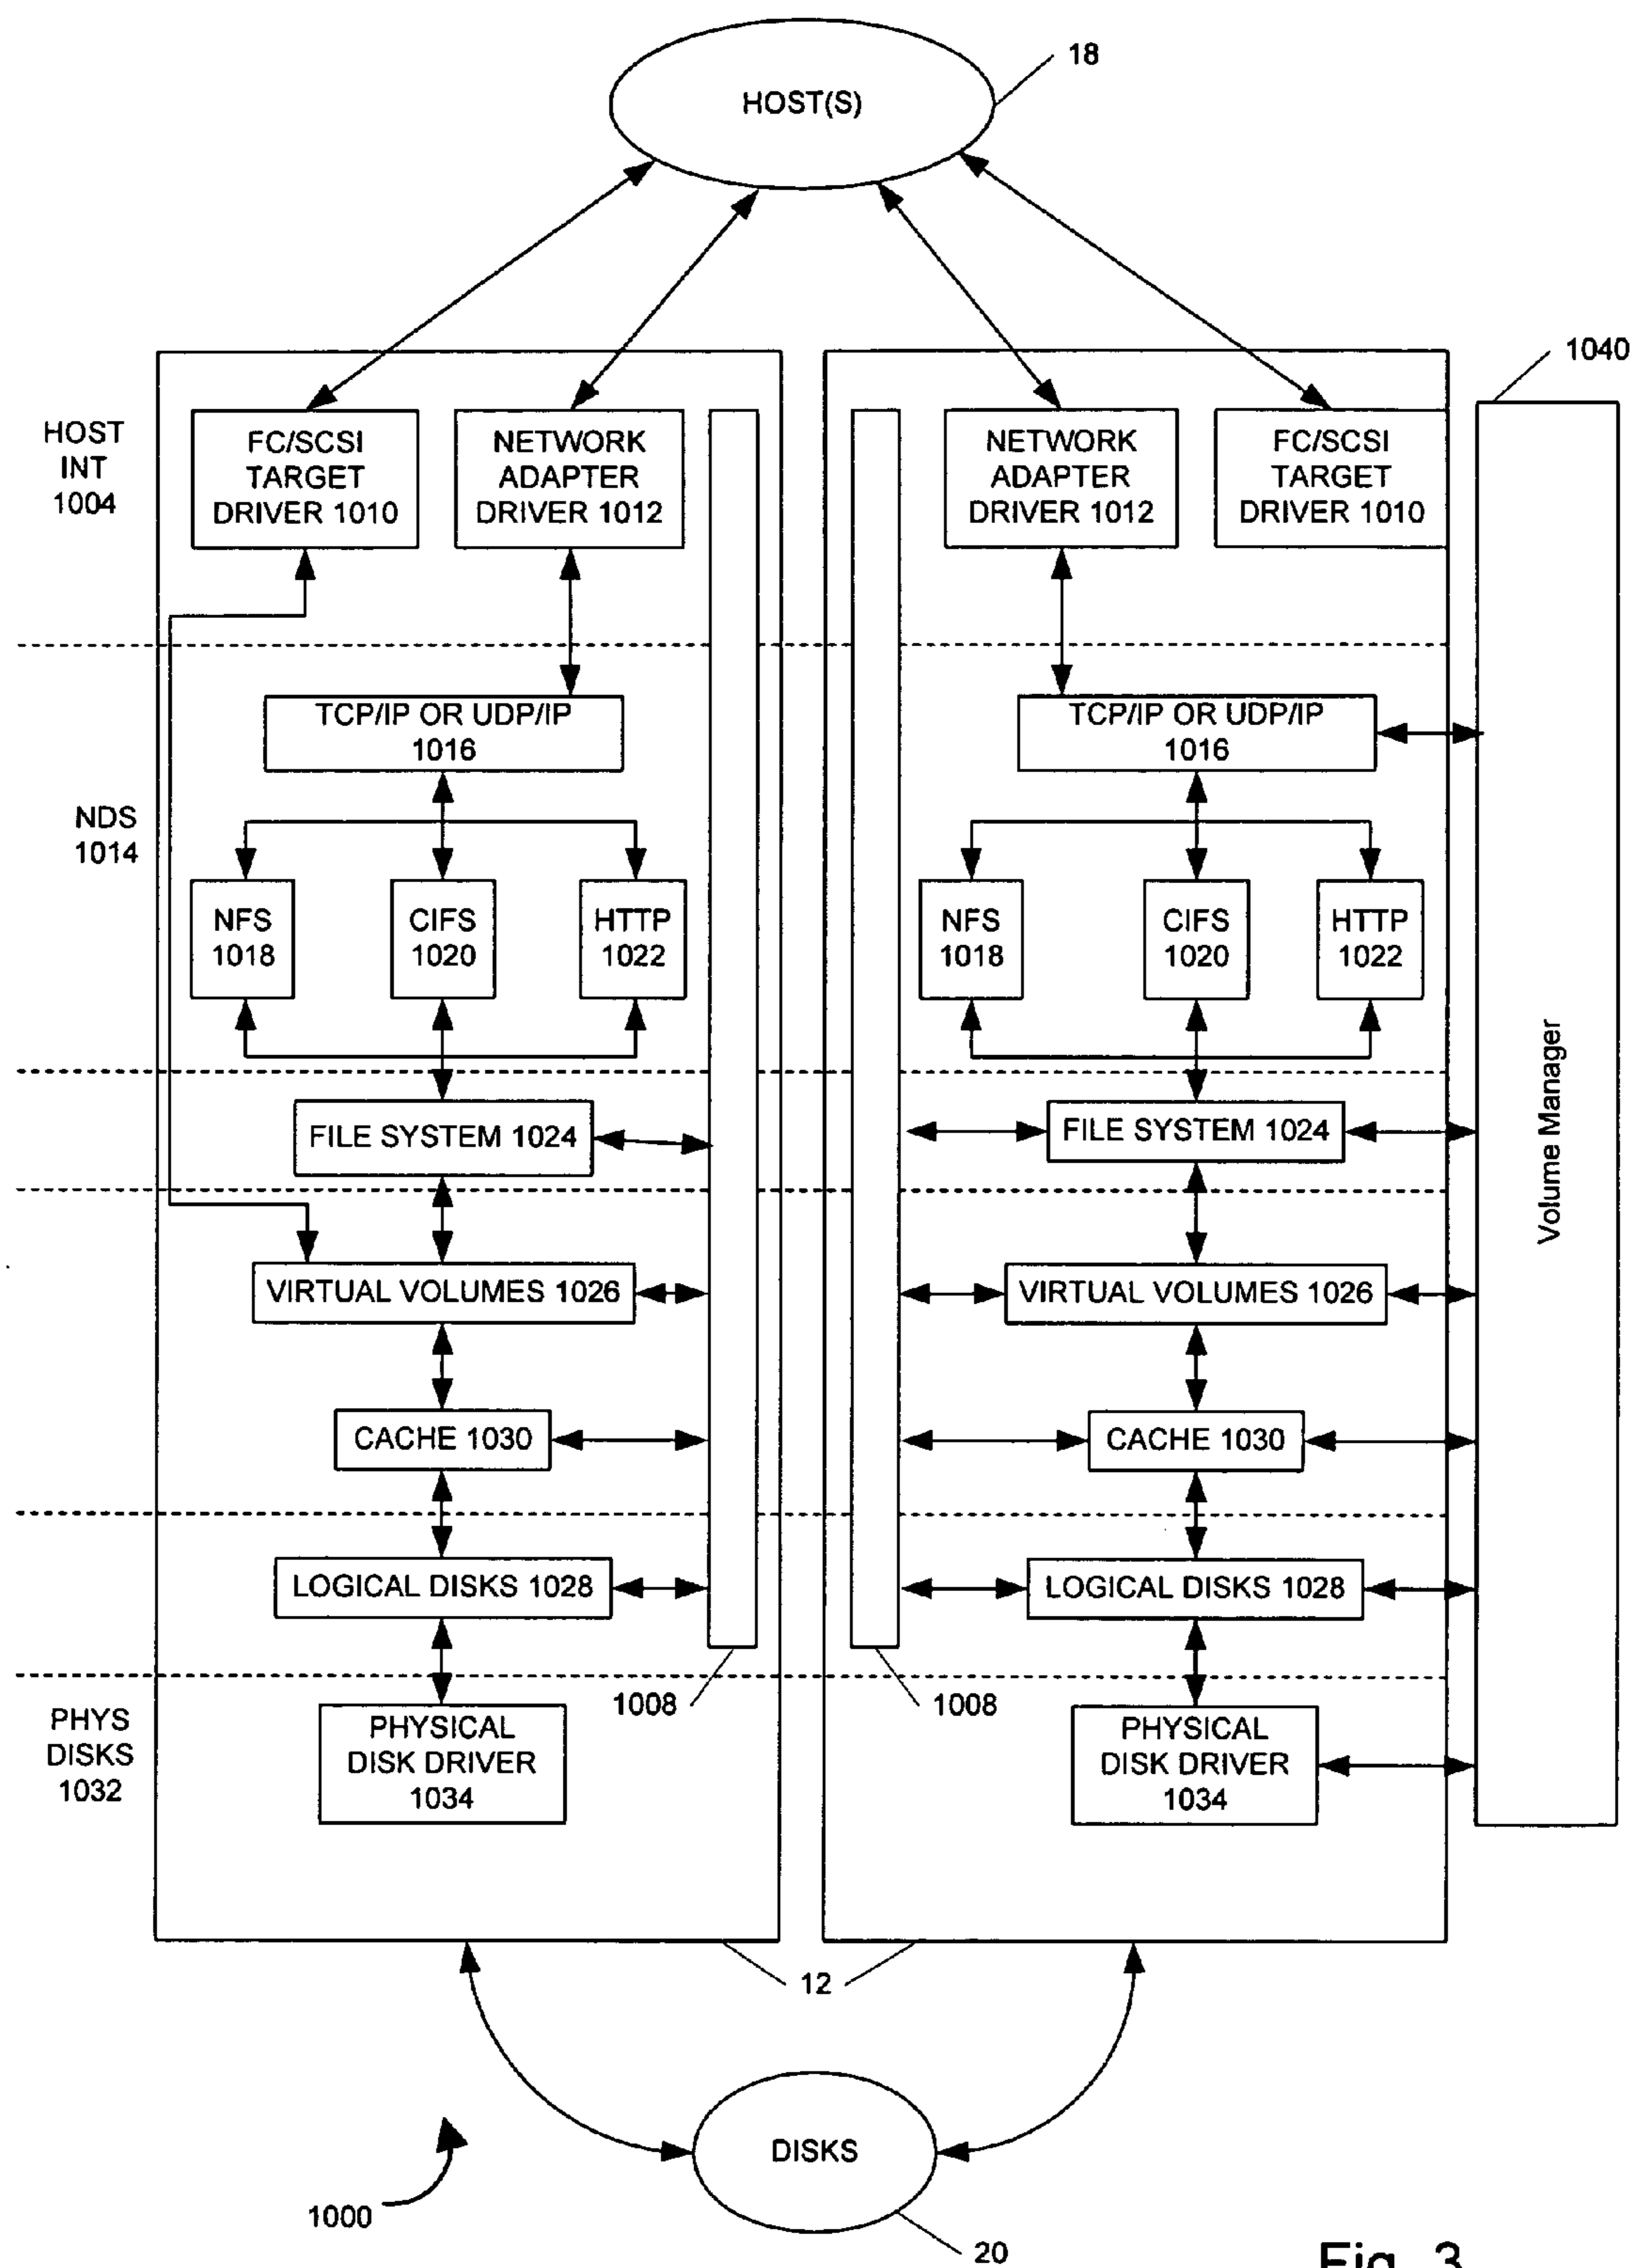 18
HOST(S)
1040
HOST
INT
1004
FC/SCSI
TARGET
DRIVER 1010
NETWORK
ADAPTER
DRIVER 1012
NETWORK
ADAPTER
DRIVER 1012
FC/SCSI
TARGET
DRIVER 1010
TCP/IP OR UDP/IP
1016
TCP/IP OR UDP/IP
1016
NDS
1014
NFS
1018
CIFS
1020
HTTP
1022
NFS
1018
CIFS
1020
HTTP
1022
Volume Manager
FILE SYSTEM 1024
FILE SYSTEM 1024
VIRTUAL VOLUMES 1026
VIRTUAL VOLUMES 1026
CACHE 1030
CACHE 1030
LOGICAL DISKS 1028
LOGICAL DISKS 1028
1008
1008
PHYS
DISKS
1032
PHYSICAL
DISK DRIVER
1034
PHYSICAL
DISK DRIVER
1034
12
DISKS
1000
20
Fig. 3